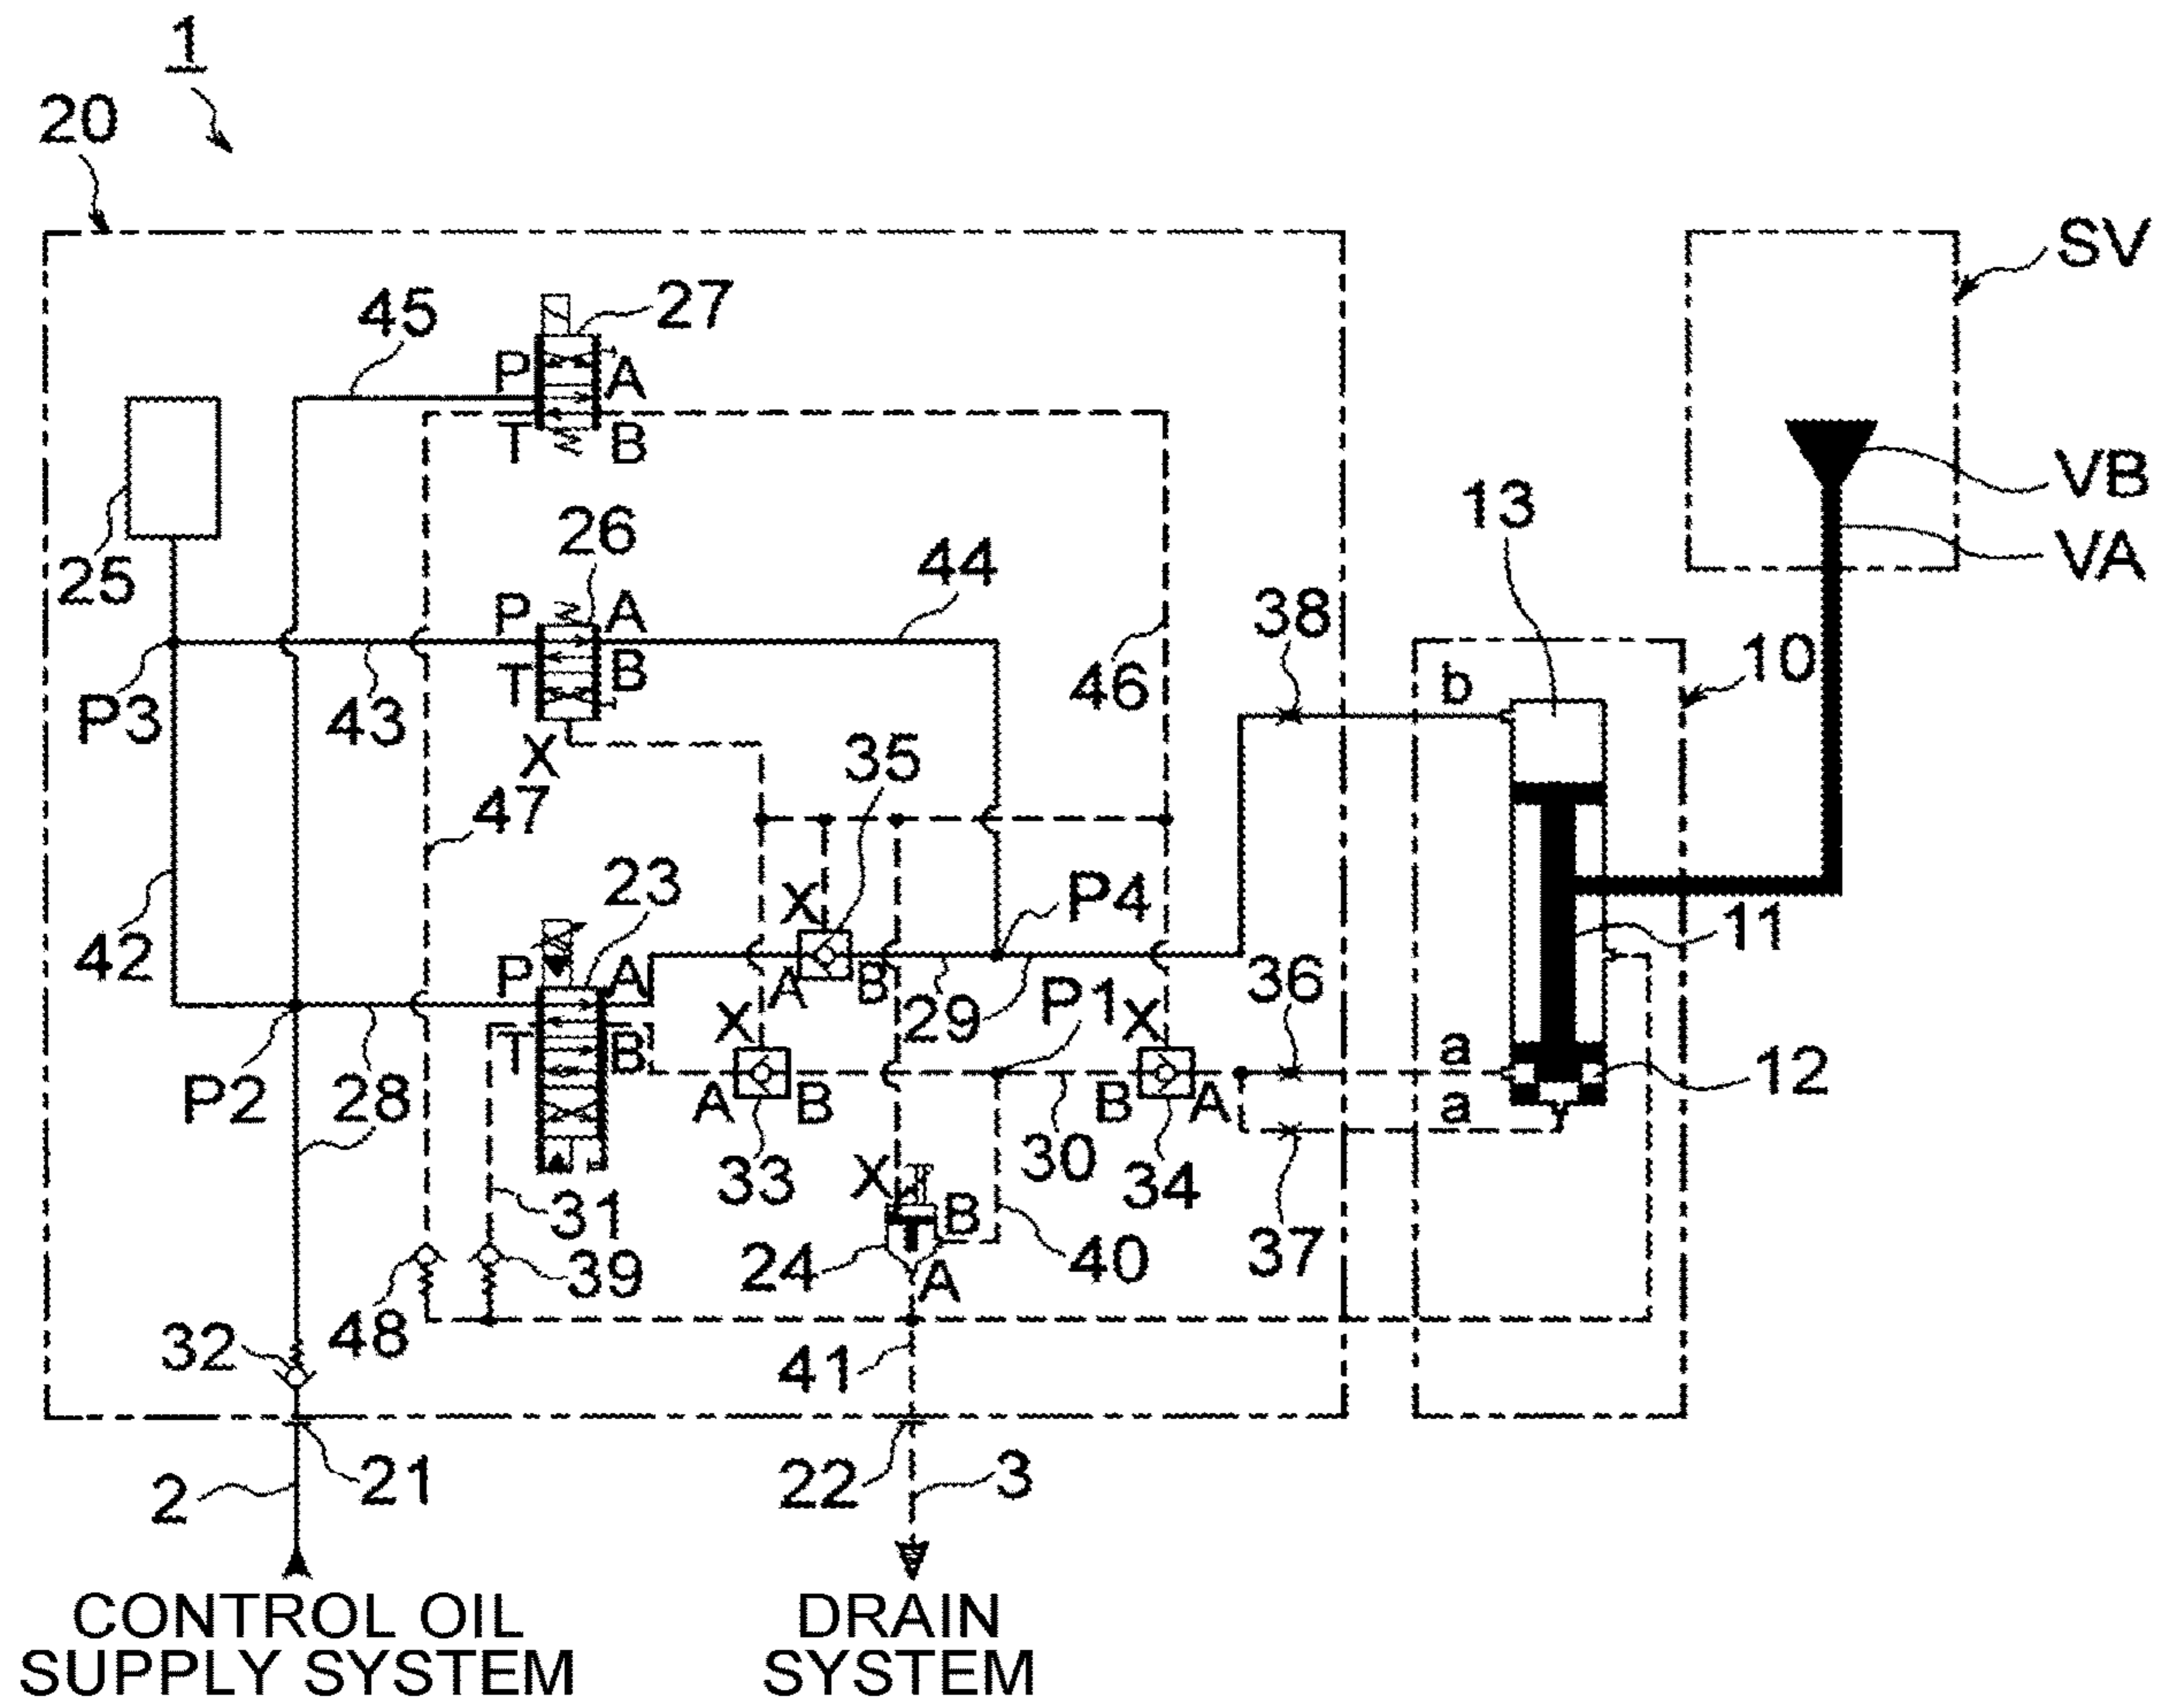 1
20
SV
45
27
P
A
T
B
VB
13
26
44
VA
25
P
A
38
T
B
46
b
10
P3
43
X
35
47
23
X
P4
11
42
P
A
A
B
29
36
P1
X
X
T
B
a
12
P2
28
A
B
B
A
a
33
X
30
34
31
B
24
40
37
39
A
32
48
41
21
22
3
2
CONTROL OIL
SUPPLY SYSTEM
DRAIN
SYSTEM